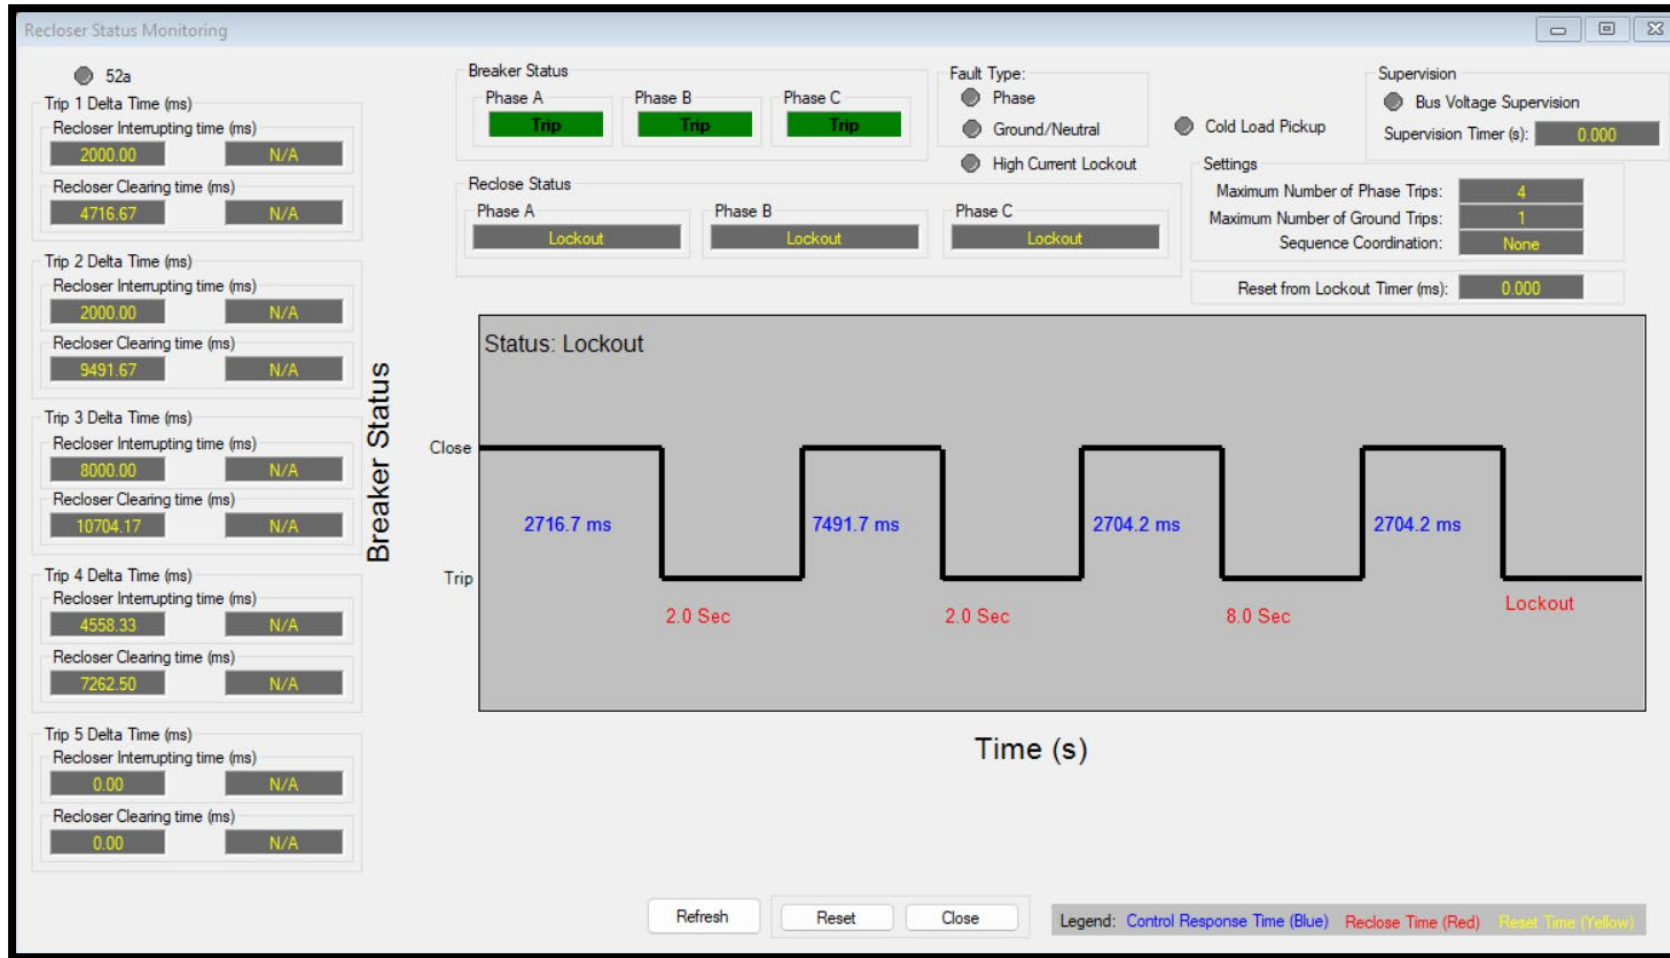 Recloser Status Monitoring
52a
Trip 1 Delta Time (ms)
Recloser Interrupting time (ms)
2000.00 N/A
Recloser Clearing time (ms)
4716.67 N/A
Trip 2 Delta Time (ms)
Recloser Interrupting time (ms)
2000.00 N/A
Recloser Clearing time (ms)
9491.67 N/A
Trip 3 Delta Time (ms)
Recloser Interrupting time (ms)
8000.00 N/A
Recloser Clearing time (ms)
10704.17 N/A
Trip 4 Delta Time (ms)
Recloser Interrupting time (ms)
4558.33 N/A
Recloser Clearing time (ms)
7262.50 N/A
Trip 5 Delta Time (ms)
Recloser Interrupting time (ms)
0.00 N/A
Recloser Clearing time (ms)
0.00 N/A
Breaker Status
Phase A Phase B Phase C
Trip Trip Trip
Fault Type:
Phase
Ground/Neutral
High Current Lockout
Cold Load Pickup
Supervision
Bus Voltage Supervision
Supervision Timer (s): 0.000
Reclose Status
Phase A Phase B Phase C
Lockout Lockout Lockout
Settings
Maximum Number of Phase Trips: 4
Maximum Number of Ground Trips: 1
Sequence Coordination: None
Reset from Lockout Timer (ms): 0.000
Status: Lockout
Breaker Status
Close
2716.7 ms 7491.7 ms 2704.2 ms 2704.2 ms
Trip
2.0 Sec 2.0 Sec 8.0 Sec Lockout
Time (s)
Refresh Reset Close
Legend: Control Response Time (Blue) Reclose Time (Red) Reset Time (Yellow)